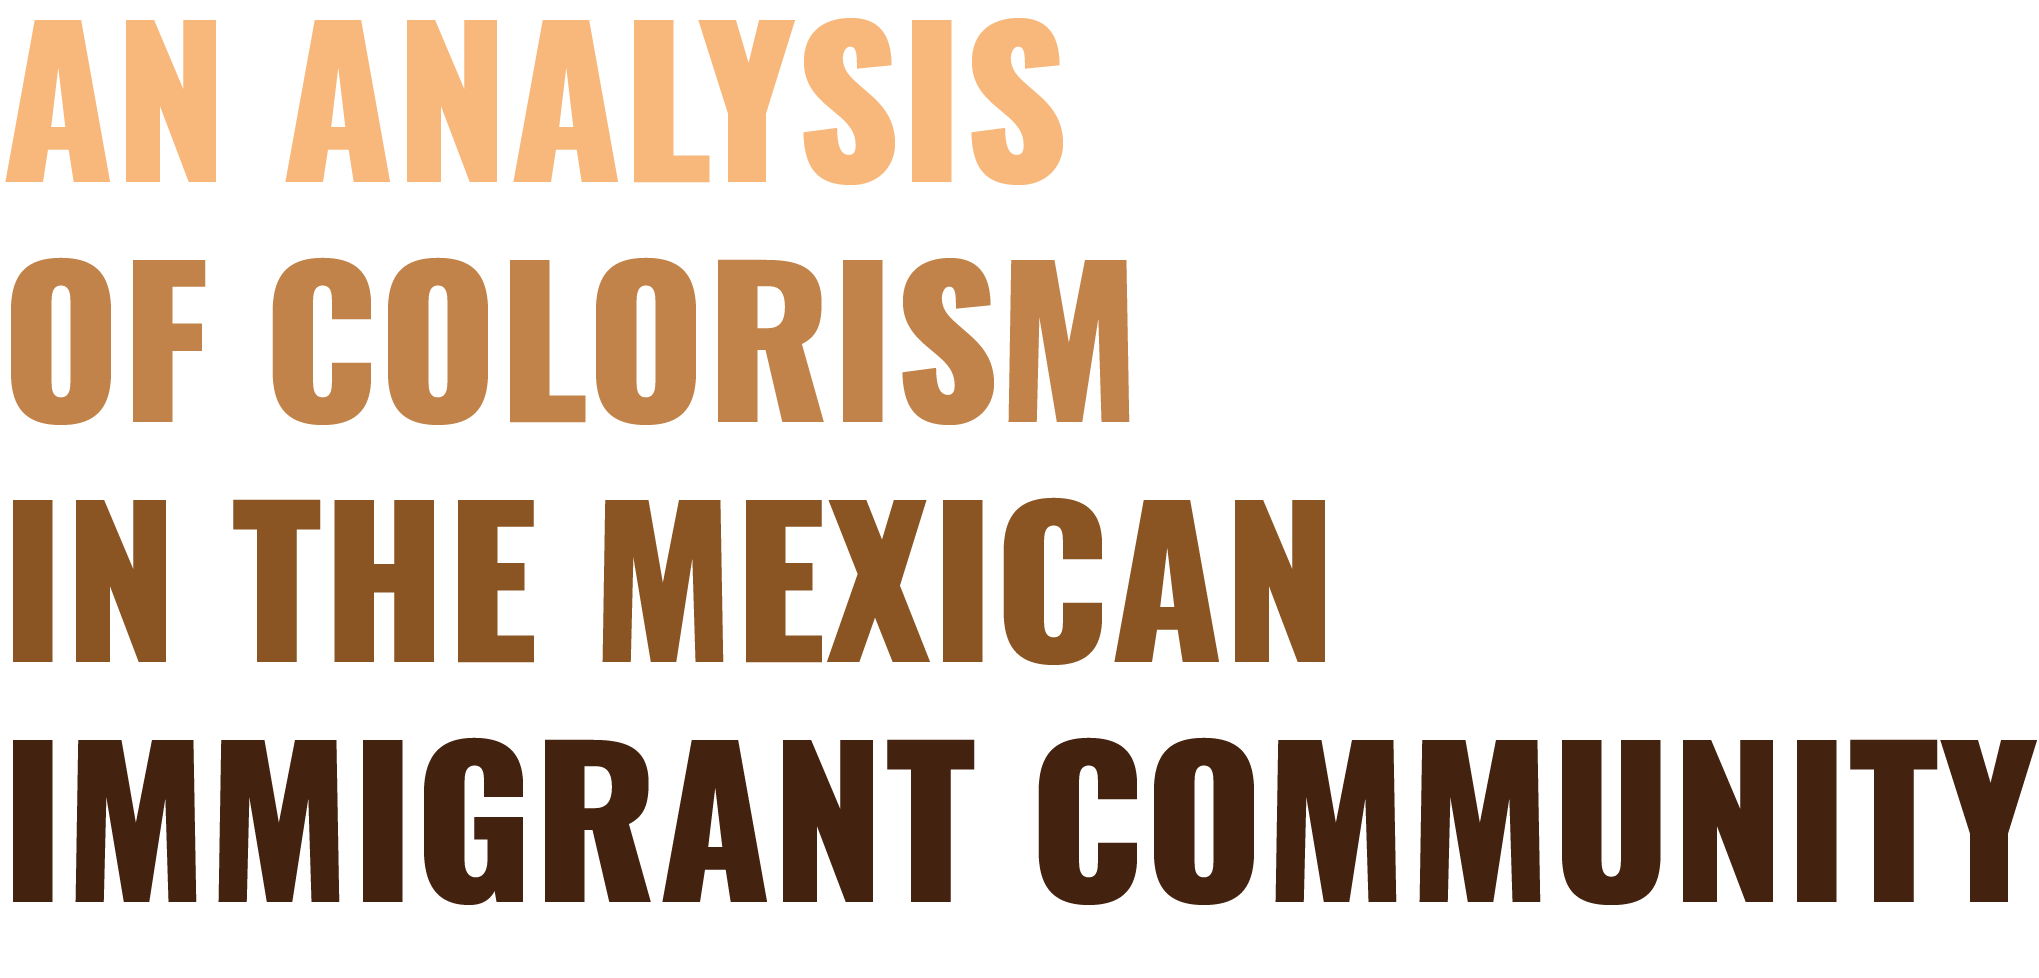 AN ANALYSIS
OF COLORISM
IN THE MEXICAN
IMMIGRANT COMMUNITY